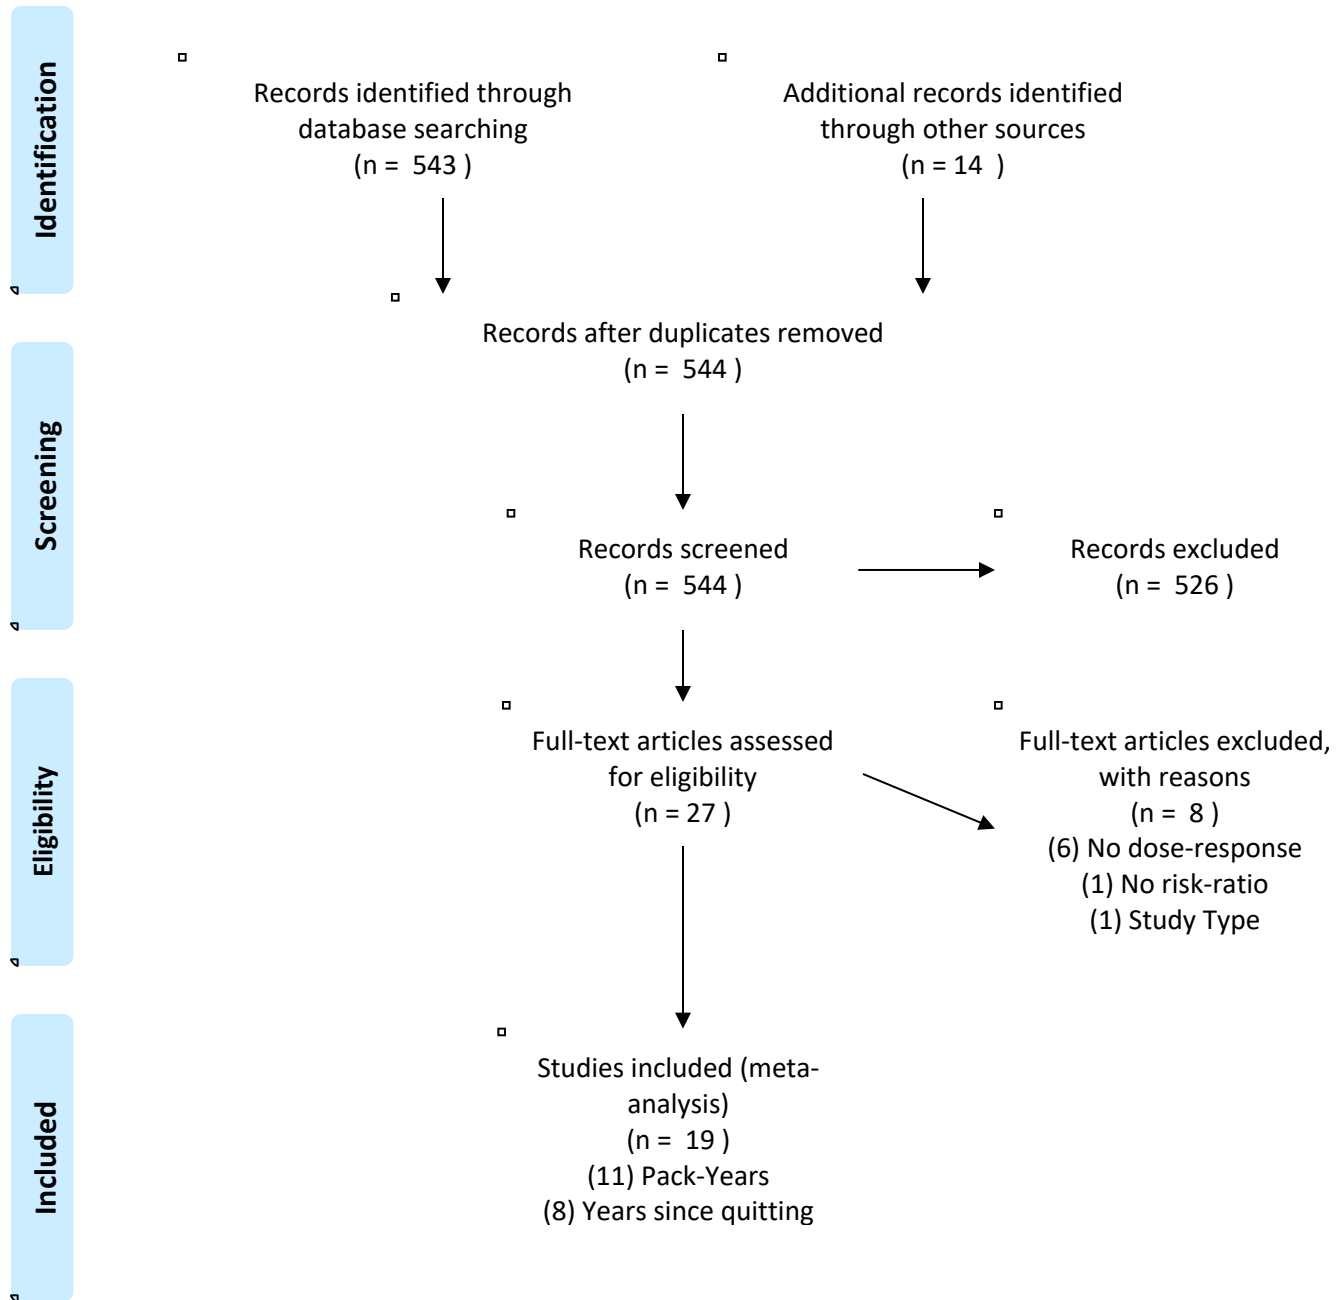 Identification
Records identified through
database searching
(n = 543 )
Additional records identified
through other sources
(n = 14 )
Records after duplicates removed
(n = 544 )
Screening
Records screened
(n = 544 )
Records excluded
(n = 526 )
Eligibility
Full-text articles assessed
for eligibility
(n = 27 )
Full-text articles excluded,
with reasons
(n = 8 )
(6) No dose-response
(1) No risk-ratio
(1) Study Type
Included
Studies included (meta-
analysis)
(n = 19 )
(11) Pack-Years
(8) Years since quitting